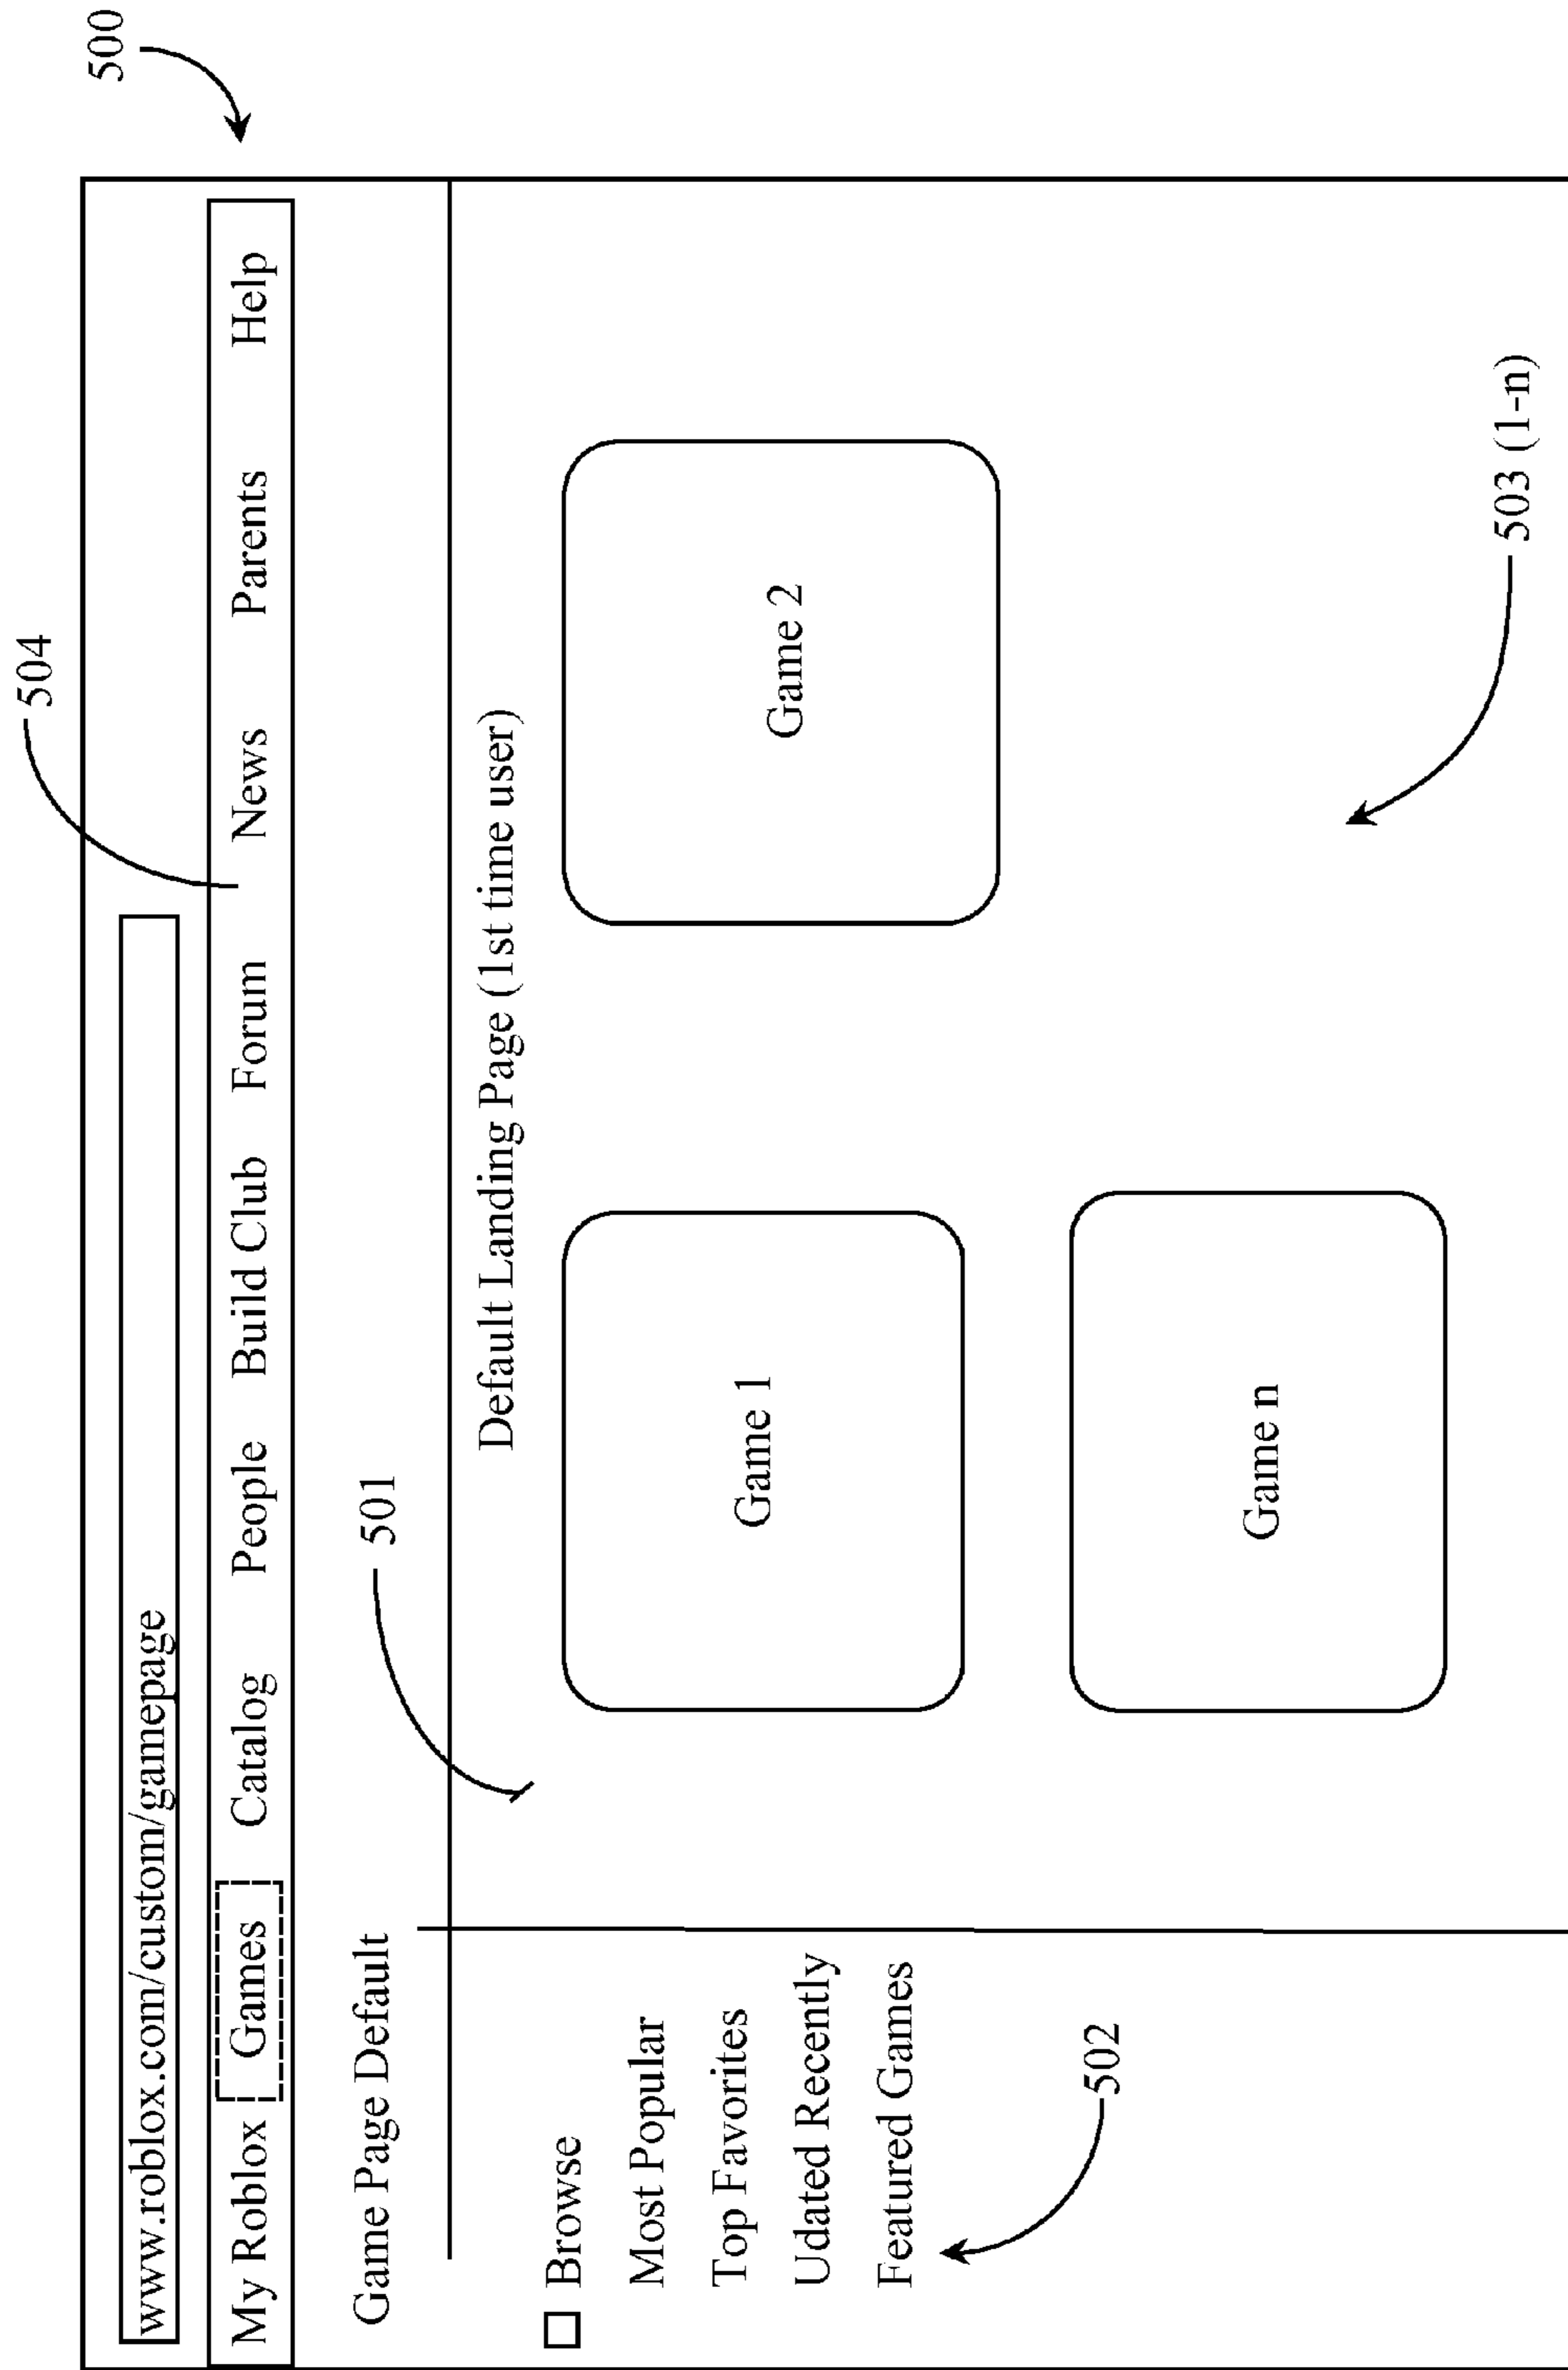 500
504
www.roblox.com/custom/gamepage
My Roblox Games Catalog People Build Club Forum News Parents Help
Game Page Default
501
Default Landing Page (1st time user)
Browse
Most Popular
Top Favorites
Udated Recently
Featured Games
502
Game 1
Game 2
Game n
503 (1-n)